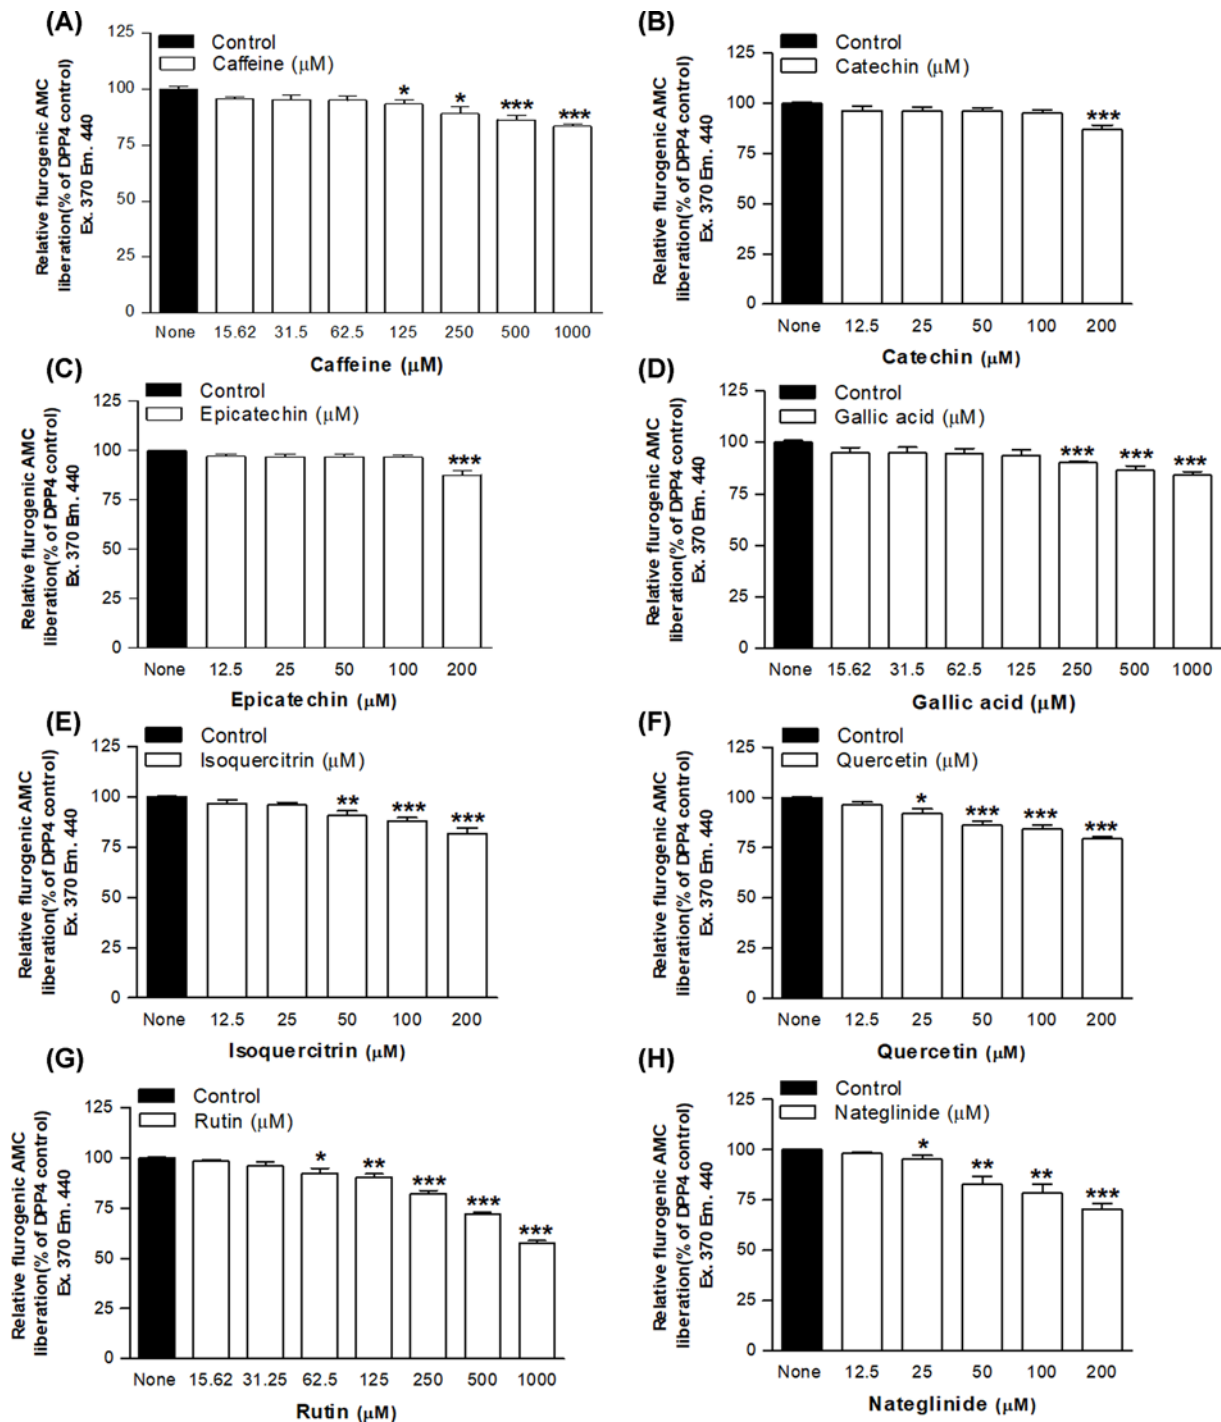 (A)
125
100
75
50
25
0
Control
Caffeine (μM)
* * *** ***
Relative flurogenic AMC
liberation(% of DPP4 control)
Ex. 370 Em. 440
None 15.62 31.5 62.5 125 250 500 1000
Caffeine (μM)
(B)
125
100
75
50
25
0
Control
Catechin (μM)
***
Relative flurogenic AMC
liberation(% of DPP4 control)
Ex. 370 Em. 440
None 12.5 25 50 100 200
Catechin (μM)
(C)
125
100
75
50
25
0
Control
Epicatechin (μM)
***
Relative flurogenic AMC
liberation(% of DPP4 control)
Ex. 370 Em. 440
None 12.5 25 50 100 200
Epicatechin (μM)
(D)
125
100
75
50
25
0
Control
Gallic acid (μM)
*** *** ***
Relative flurogenic AMC
liberation(% of DPP4 control)
Ex. 370 Em. 440
None 15.62 31.5 62.5 125 250 500 1000
Gallic acid (μM)
(E)
125
100
75
50
25
0
Control
Isoquercitrin (μM)
** *** ***
Relative flurogenic AMC
liberation(% of DPP4 control)
Ex. 370 Em. 440
None 12.5 25 50 100 200
Isoquercitrin (μM)
(F)
125
100
75
50
25
0
Control
Quercetin (μM)
* *** *** ***
Relative flurogenic AMC
liberation(% of DPP4 control)
Ex. 370 Em. 440
None 12.5 25 50 100 200
Quercetin (μM)
(G)
125
100
75
50
25
0
Control
Rutin (μM)
* ** *** *** ***
Relative flurogenic AMC
liberation(% of DPP4 control)
Ex. 370 Em. 440
None 15.62 31.25 62.5 125 250 500 1000
Rutin (μM)
(H)
125
100
75
50
25
0
Control
Nateglinide (μM)
* ** ** ***
Relative flurogenic AMC
liberation(% of DPP4 control)
Ex. 370 Em. 440
None 12.5 25 50 100 200
Nateglinide (μM)